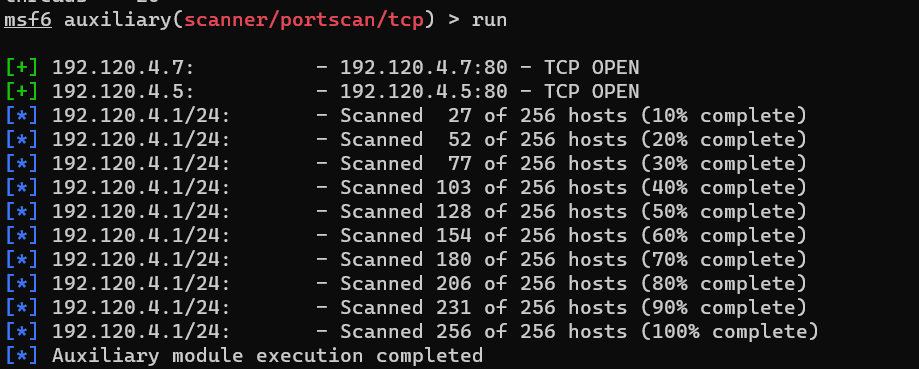 msf6 auxiliary(scanner/portscan/tcp) > run
[+] 192.120.4.7:          - 192.120.4.7:80 - TCP OPEN
[+] 192.120.4.5:          - 192.120.4.5:80 - TCP OPEN
[*] 192.120.4.1/24:       - Scanned  27 of 256 hosts (10% complete)
[*] 192.120.4.1/24:       - Scanned  52 of 256 hosts (20% complete)
[*] 192.120.4.1/24:       - Scanned  77 of 256 hosts (30% complete)
[*] 192.120.4.1/24:       - Scanned 103 of 256 hosts (40% complete)
[*] 192.120.4.1/24:       - Scanned 128 of 256 hosts (50% complete)
[*] 192.120.4.1/24:       - Scanned 154 of 256 hosts (60% complete)
[*] 192.120.4.1/24:       - Scanned 180 of 256 hosts (70% complete)
[*] 192.120.4.1/24:       - Scanned 206 of 256 hosts (80% complete)
[*] 192.120.4.1/24:       - Scanned 231 of 256 hosts (90% complete)
[*] 192.120.4.1/24:       - Scanned 256 of 256 hosts (100% complete)
[*] Auxiliary module execution completed